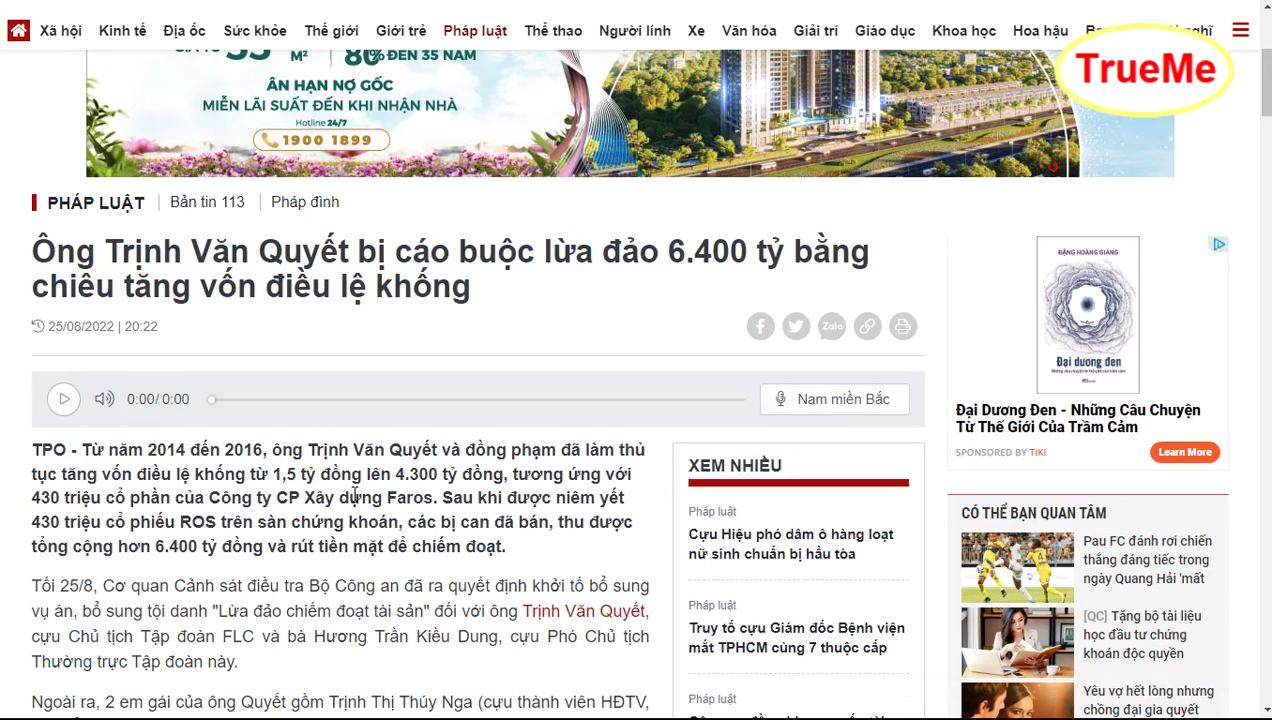 Xã hội Kinh tế Địa ốc Sức khỏe Thế giới Giới trẻ Pháp luật Thể thao Người lính Xe Văn hóa Giải trí Giáo dục Khoa học Hoa hậu
TrueMe
M² 80% ĐẾN 35 NĂM
ÂN HẠN NỢ GỐC
MIỄN LÃI SUẤT ĐẾN KHI NHẬN NHÀ
Hotline 24/7
1900 1899
PHÁP LUẬT Bản tin 113 Pháp đình
Ông Trịnh Văn Quyết bị cáo buộc lừa đảo 6.400 tỷ bằng
chiêu tăng vốn điều lệ khống
25/08/2022 | 20:22
Zalo
0:00/ 0:00
Nam miền Bắc
TPO - Từ năm 2014 đến 2016, ông Trịnh Văn Quyết và đồng phạm đã làm thủ
tục tăng vốn điều lệ khống từ 1,5 tỷ đồng lên 4.300 tỷ đồng, tương ứng với
430 triệu cổ phần của Công ty CP Xây dựng Faros. Sau khi được niêm yết
430 triệu cổ phiếu ROS trên sàn chứng khoán, các bị can đã bán, thu được
tổng cộng hơn 6.400 tỷ đồng và rút tiền mặt để chiếm đoạt.
Tối 25/8, Cơ quan Cảnh sát điều tra Bộ Công an đã ra quyết định khởi tố bổ sung
vụ án, bổ sung tội danh "Lừa đảo chiếm đoạt tài sản" đối với ông Trịnh Văn Quyết,
cựu Chủ tịch Tập đoàn FLC và bà Hương Trần Kiều Dung, cựu Phó Chủ tịch
Thường trực Tập đoàn này.
Ngoài ra, 2 em gái của ông Quyết gồm Trịnh Thị Thúy Nga (cựu thành viên HĐTV,
XEM NHIỀU
Pháp luật
Cựu Hiệu phó dâm ô hàng loạt
nữ sinh chuẩn bị hầu tòa
Pháp luật
Truy tố cựu Giám đốc Bệnh viện
mắt TPHCM cùng 7 thuộc cấp
Pháp luật
ĐẶNG HOÀNG GIANG
Đại dương đen
Đại Dương Đen - Những Câu Chuyện
Từ Thế Giới Của Trầm Cảm
SPONSORED BY TIKI
Learn More
CÓ THỂ BẠN QUAN TÂM
Pau FC đánh rơi chiến
thắng đáng tiếc trong
ngày Quang Hải 'mất
[QC] Tặng bộ tài liệu
học đầu tư chứng
khoán độc quyền
Yêu vợ hết lòng nhưng
chồng đại gia quyết